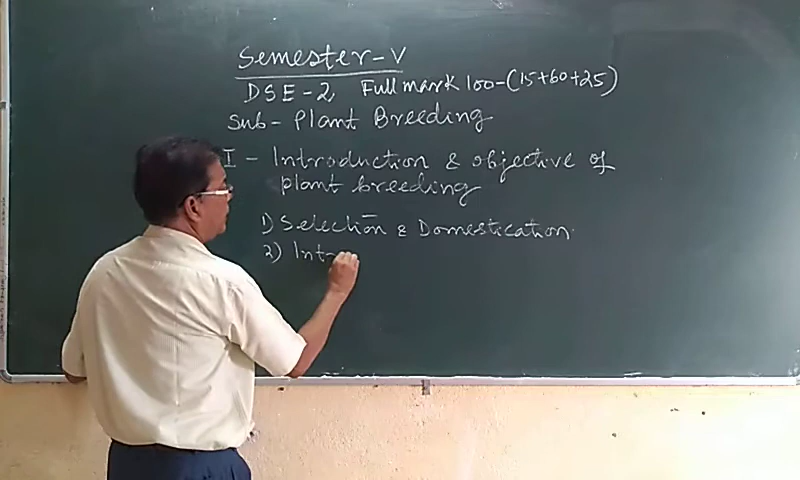 Semester-V
DSE-2, Full mark 100-(15+60+25)
Sub- Plant Breeding
I - Introduction & objective of
plant breeding
1) Selection & Domestication.
2) Int